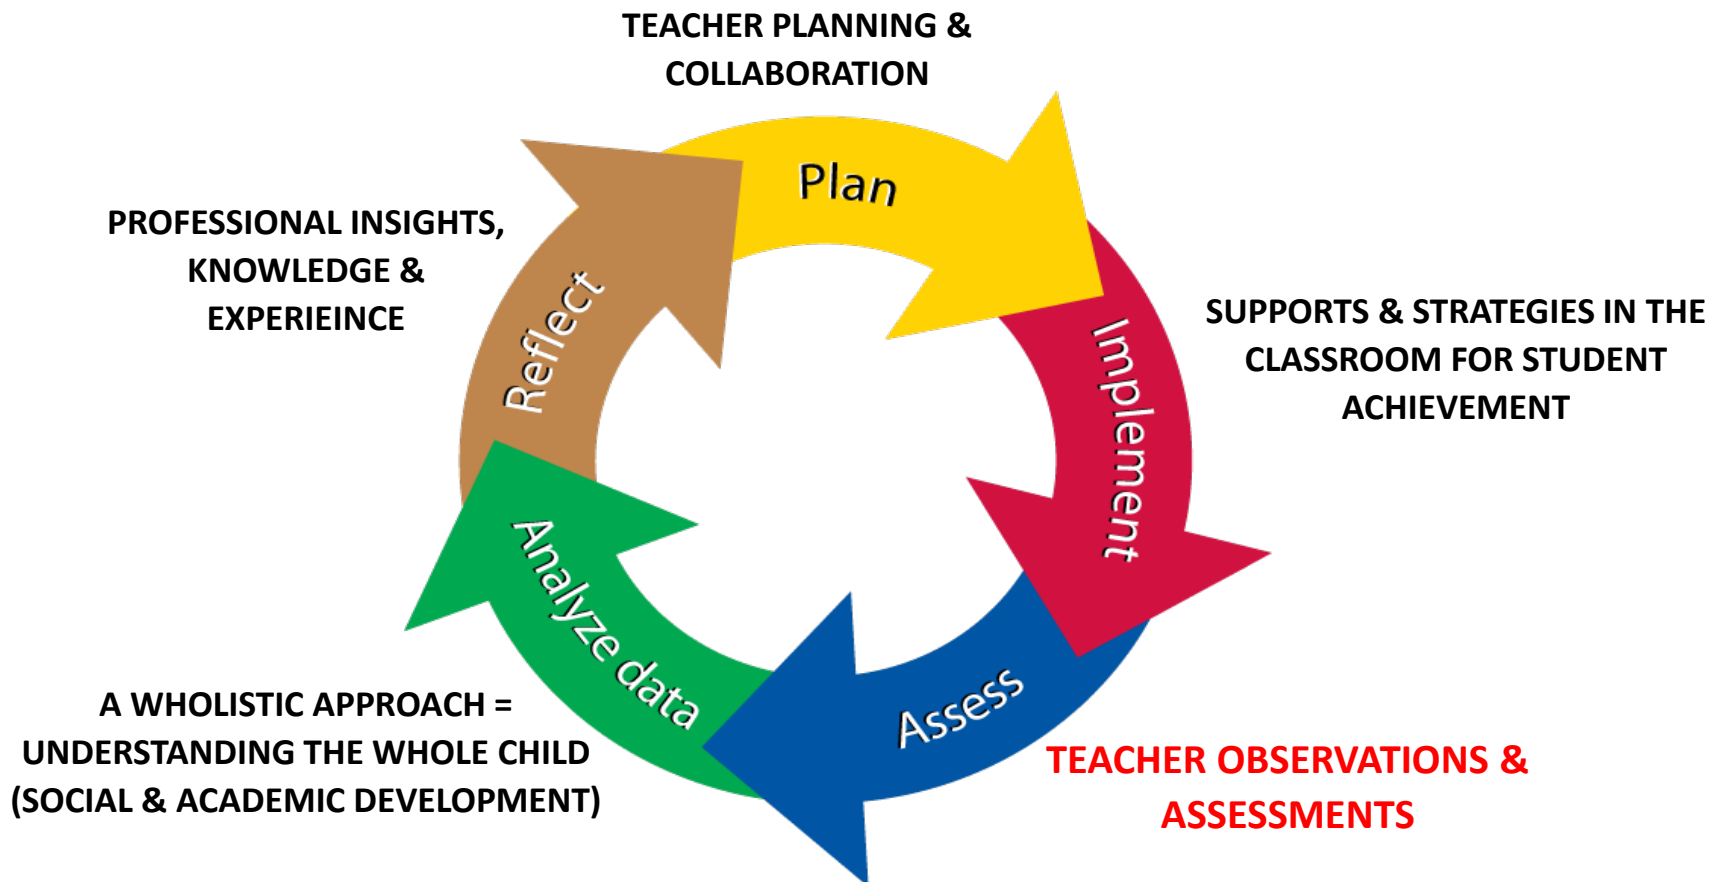 TEACHER PLANNING &
COLLABORATION
Plan
PROFESSIONAL INSIGHTS,
KNOWLEDGE &
EXPERIEINCE
Reflect
Implement
SUPPORTS & STRATEGIES IN THE
CLASSROOM FOR STUDENT
ACHIEVEMENT
Analyze data
Assess
A WHOLISTIC APPROACH =
UNDERSTANDING THE WHOLE CHILD
(SOCIAL & ACADEMIC DEVELOPMENT)
TEACHER OBSERVATIONS &
ASSESSMENTS